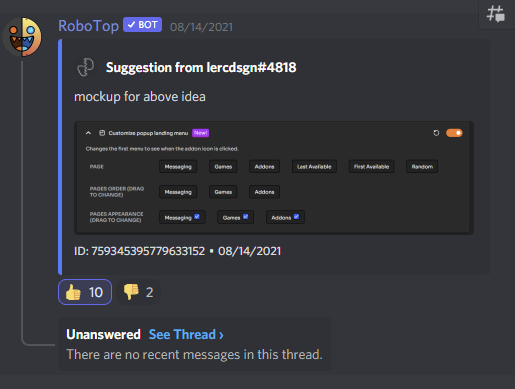 RoboTop ✓ BOT 08/14/2021
Suggestion from lercdsgn#4818
mockup for above idea
Customize popup landing menu New!
Changes the first menu to see when the addon icon is clicked.
PAGE Messaging Games Addons Last Available First Available Random
PAGES ORDER (DRAG
TO CHANGE) Messaging Games Addons
PAGES APPEARANCE
(DRAG TO CHANGE) Messaging Games Addons
ID: 759345395779633152 • 08/14/2021
👍 10 👎 2
Unanswered See Thread ›
There are no recent messages in this thread.